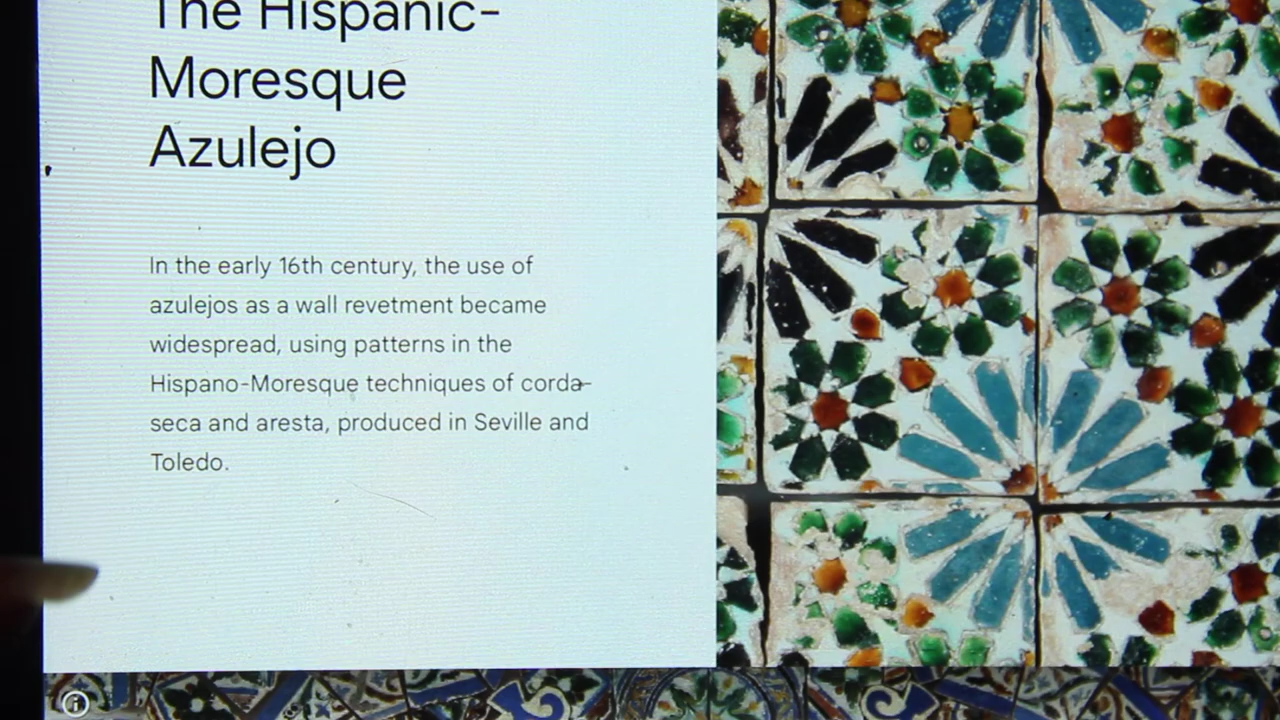 The Hispanic-
Moresque
Azulejo
In the early 16th century, the use of
azulejos as a wall revetment became
widespread, using patterns in the
Hispano-Moresque techniques of corda-
seca and aresta, produced in Seville and
Toledo.